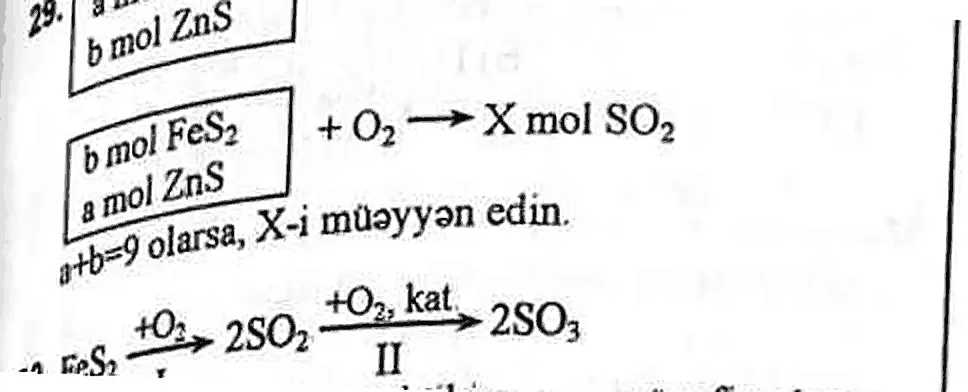 29.
b mol ZnS
b mol FeS₂
a mol ZnS
+ O₂ → X mol SO₂
a+b=9 olarsa, X-i müəyyən edin.
FeS₂ +O₂ → 2SO₂ +O₂, kat. → 2SO₃
II